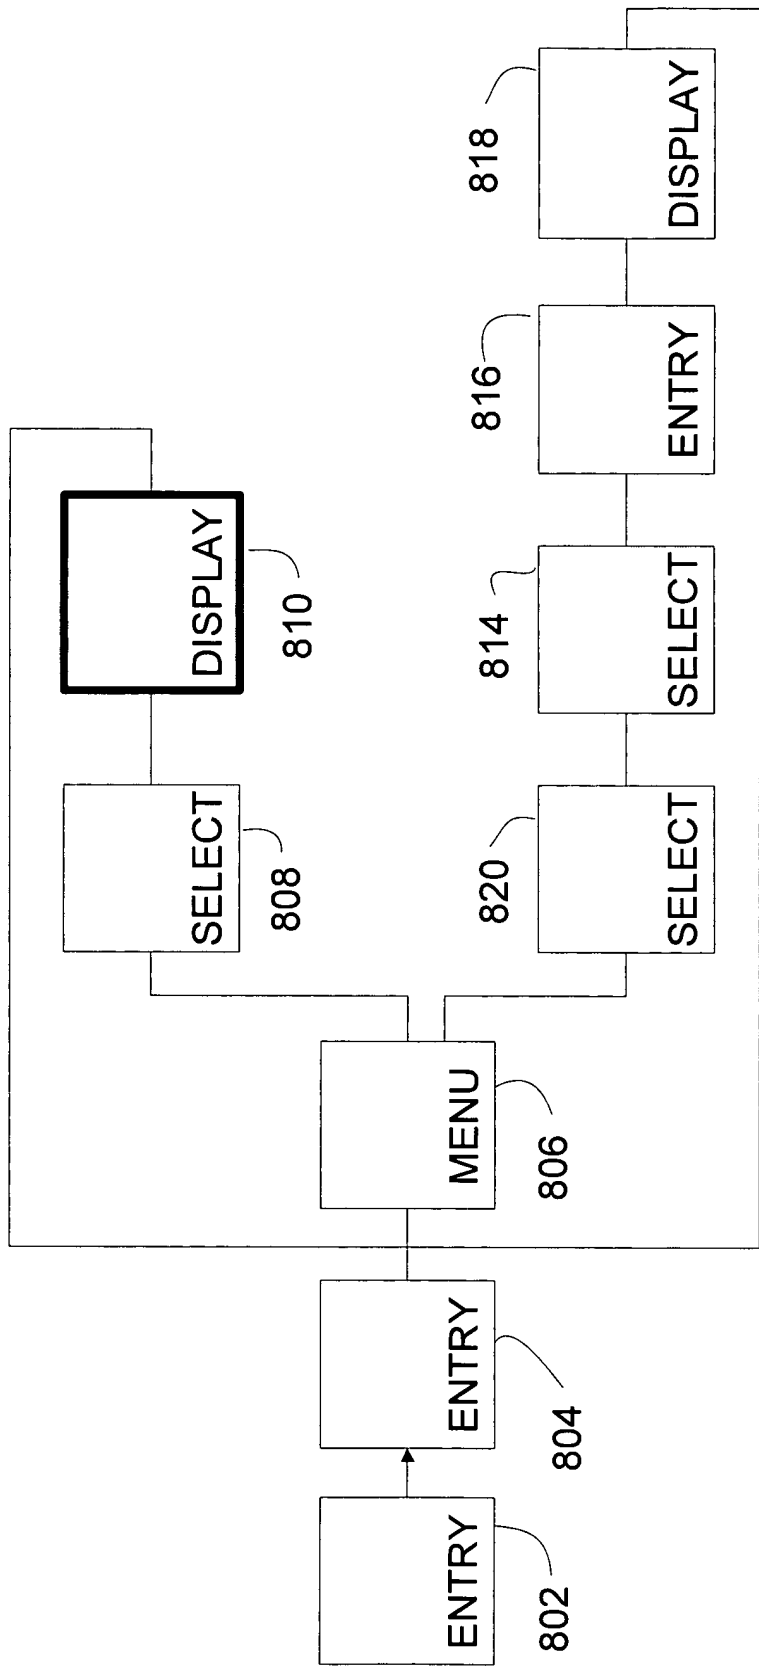 ENTRY
802
ENTRY
804
MENU
806
SELECT
808
DISPLAY
810
SELECT
820
SELECT
814
ENTRY
816
DISPLAY
818